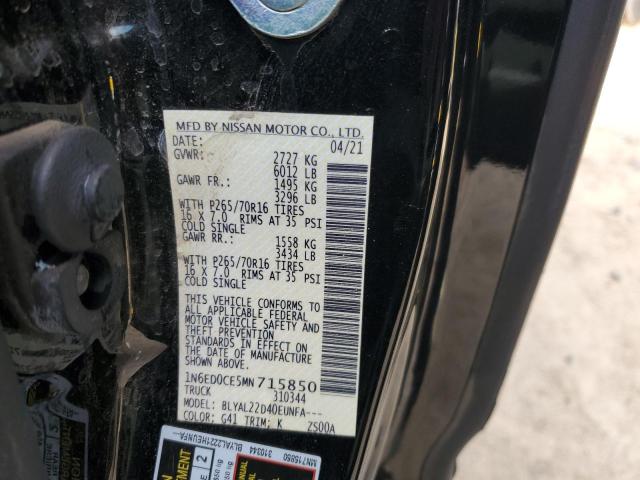 MFD BY NISSAN MOTOR CO., LTD.
DATE: 04/21
GVWR: 2727 KG
6012 LB
GAWR FR.: 1495 KG
3296 LB
WITH P265/70R16 TIRES
16 X 7.0 RIMS AT 35 PSI
COLD SINGLE
GAWR RR.: 1558 KG
3434 LB
WITH P265/70R16 TIRES
16 X 7.0 RIMS AT 35 PSI
COLD SINGLE
THIS VEHICLE CONFORMS TO
ALL APPLICABLE FEDERAL
MOTOR VEHICLE SAFETY AND
THEFT PREVENTION
STANDARDS IN EFFECT ON
THE DATE OF MANUFACTURE
SHOWN ABOVE.
1N6ED0CE5MN715850
TRUCK 310344
MODEL: BLYAL22D40EUNFA---
COLOR: G41 TRIM: K ZS00A
MN715850
310344
BLYAL2221HEUNFA--
2